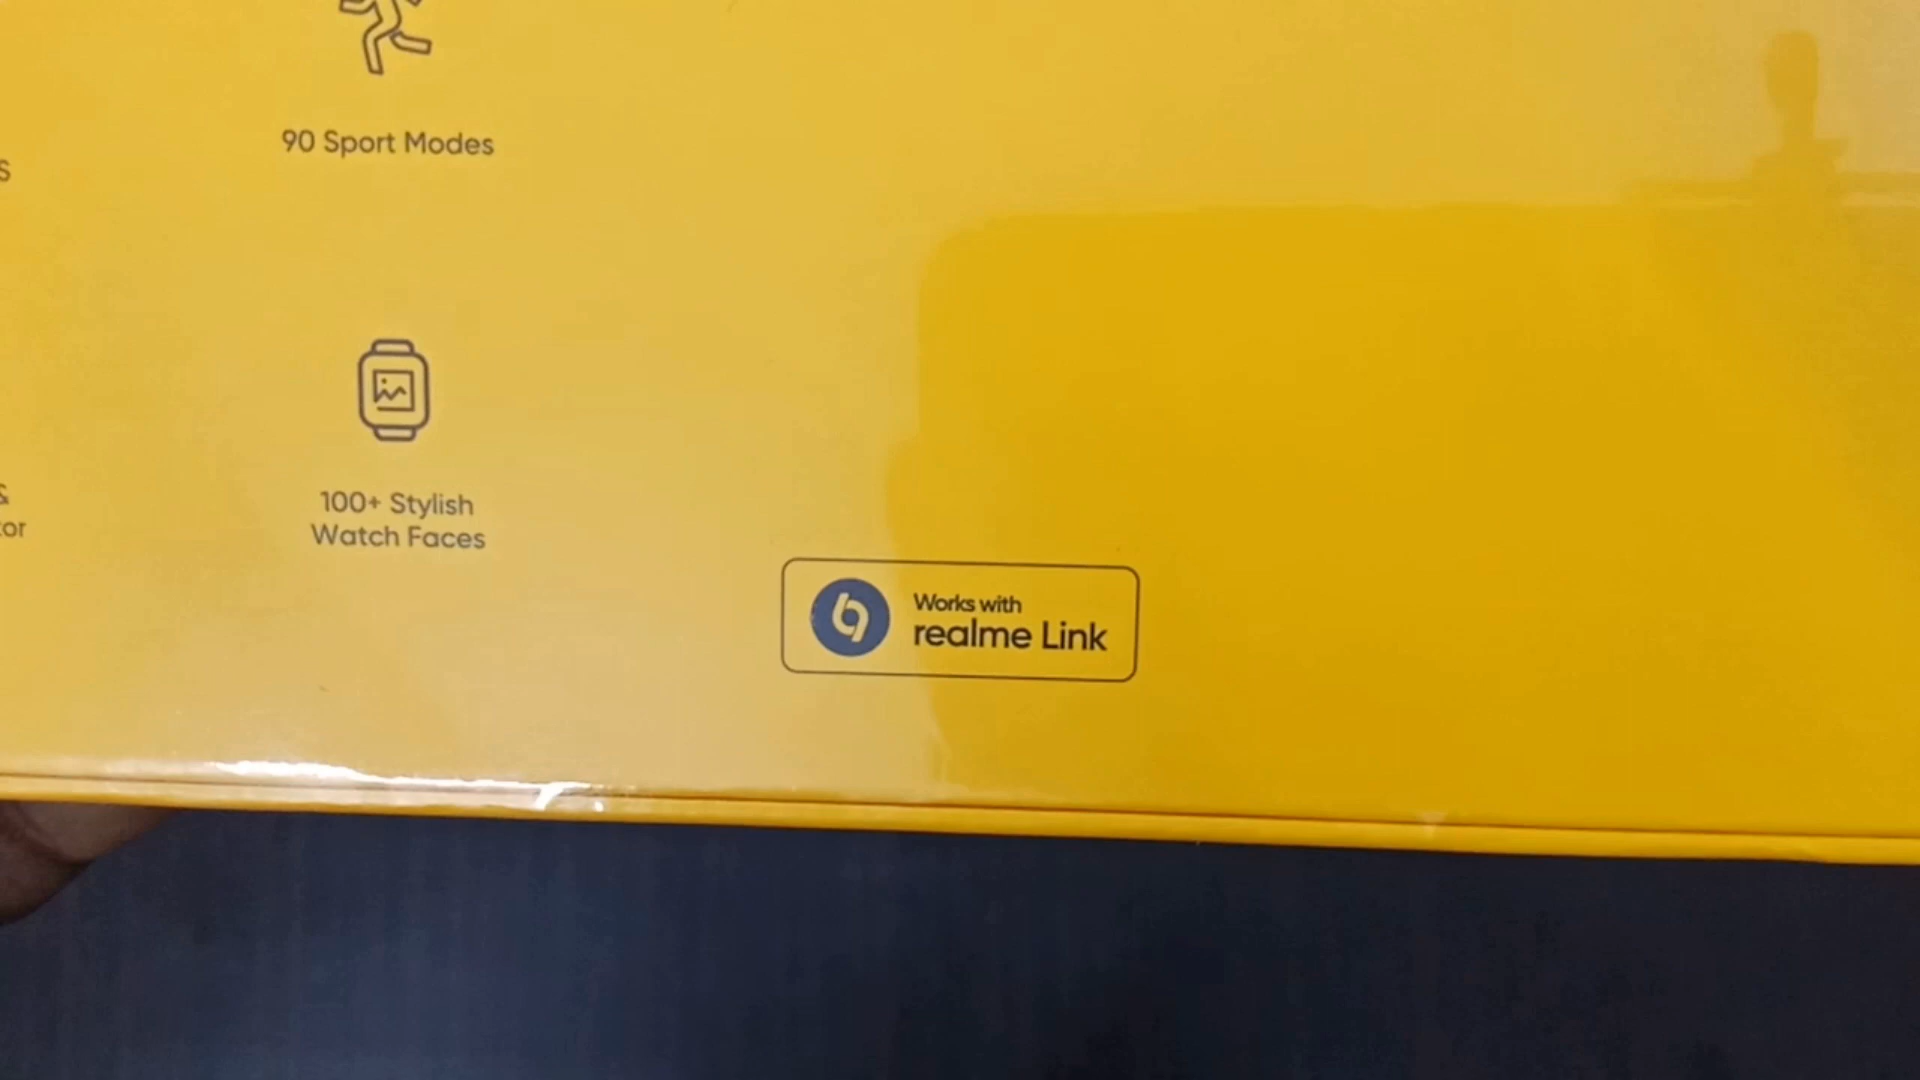 90 Sport Modes
100+ Stylish
Watch Faces
Works with
realme Link